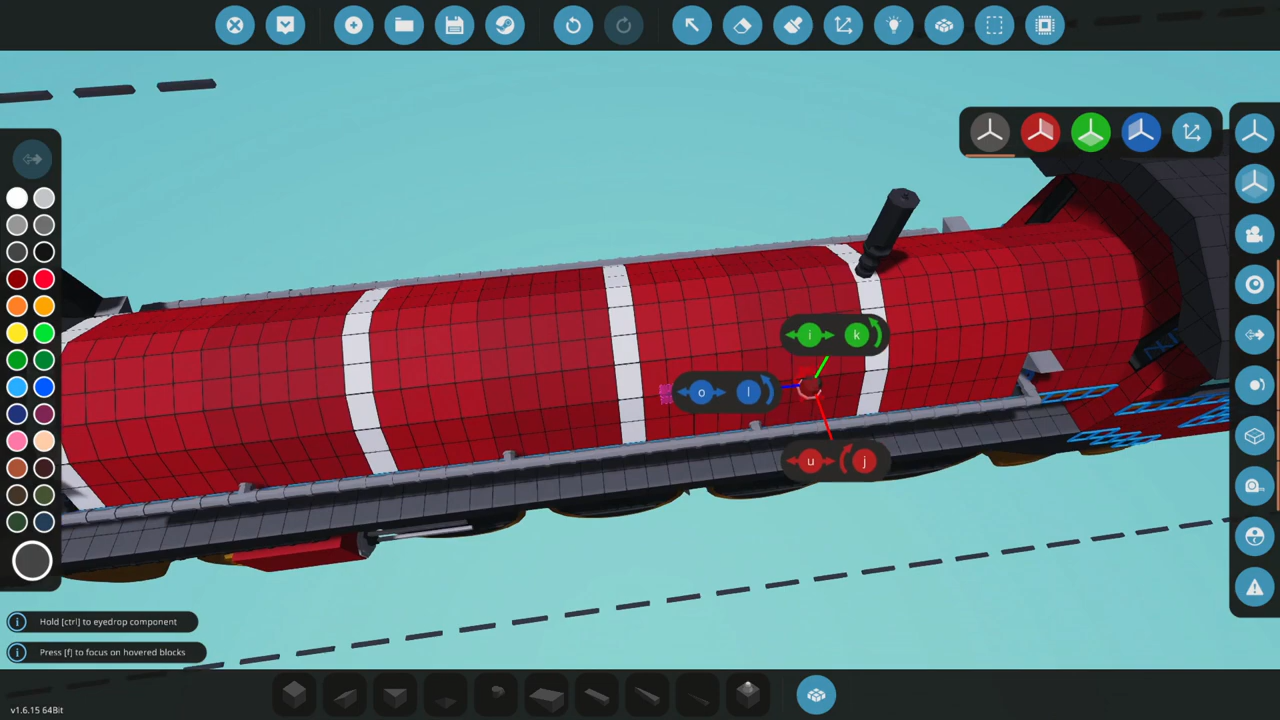 i k
o l
u j
Hold [ctrl] to eyedrop component
Press [f] to focus on hovered blocks
v1.6.15 64Bit